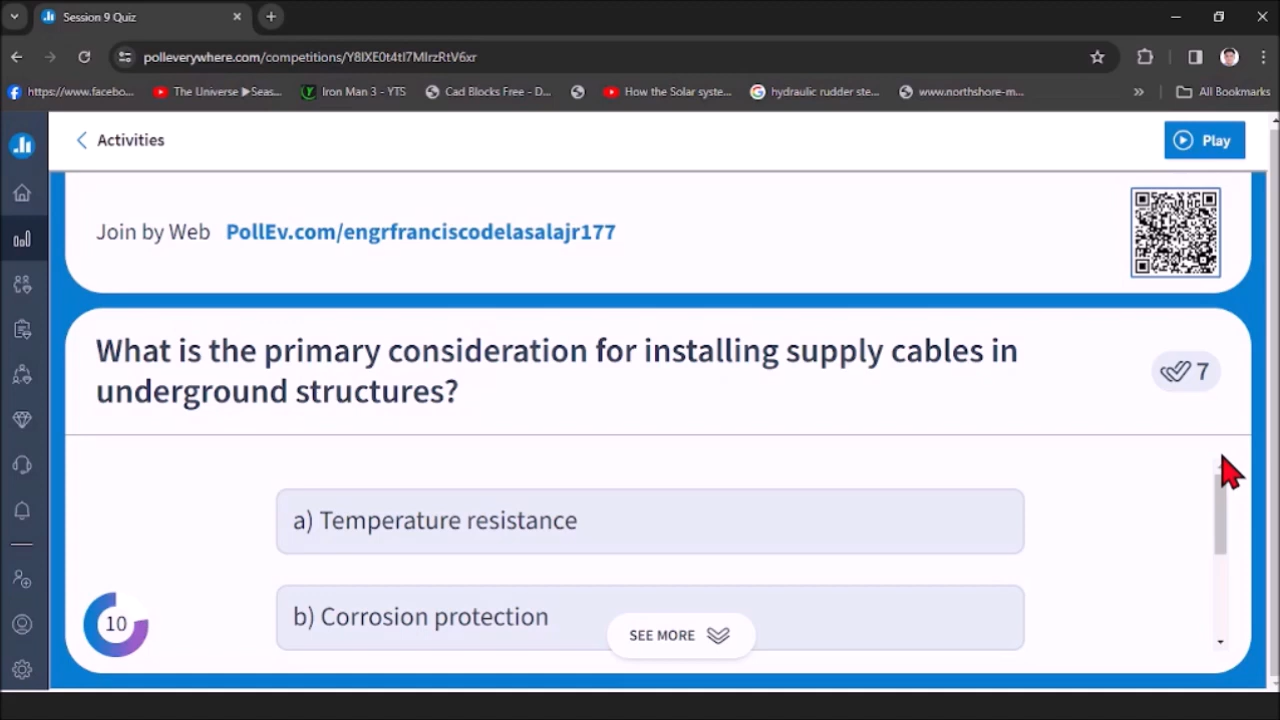 Session 9 Quiz
polleverywhere.com/competitions/Y8IXE0t4tI7MIrzRtV6xr
https://www.facebo... The Universe ▶Seas... Iron Man 3 - YTS Cad Blocks Free - D... How the Solar syste... hydraulic rudder ste... www.northshore-m... » All Bookmarks
Activities
Play
Join by Web PollEv.com/engrfranciscodelasalajr177
What is the primary consideration for installing supply cables in
underground structures?
7
a) Temperature resistance
b) Corrosion protection
10
SEE MORE